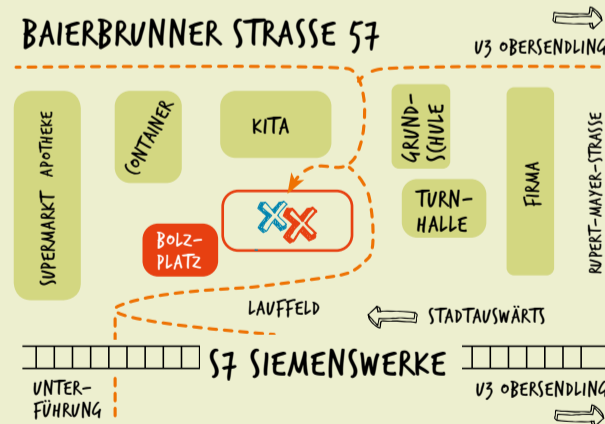 BAIERBRUNNER STRASSE 57
U3 OBERSENDLING
SUPERMARKT APOTHEKE
CONTAINER
KITA
GRUND-
SCHULE
FIRMA
RUPERT-MAYER-STRASSE
TURN-
HALLE
BOLZ-
PLATZ
LAUFFELD
STADTAUSWÄRTS
S7 SIEMENSWERKE
UNTER-
FÜHRUNG
U3 OBERSENDLING